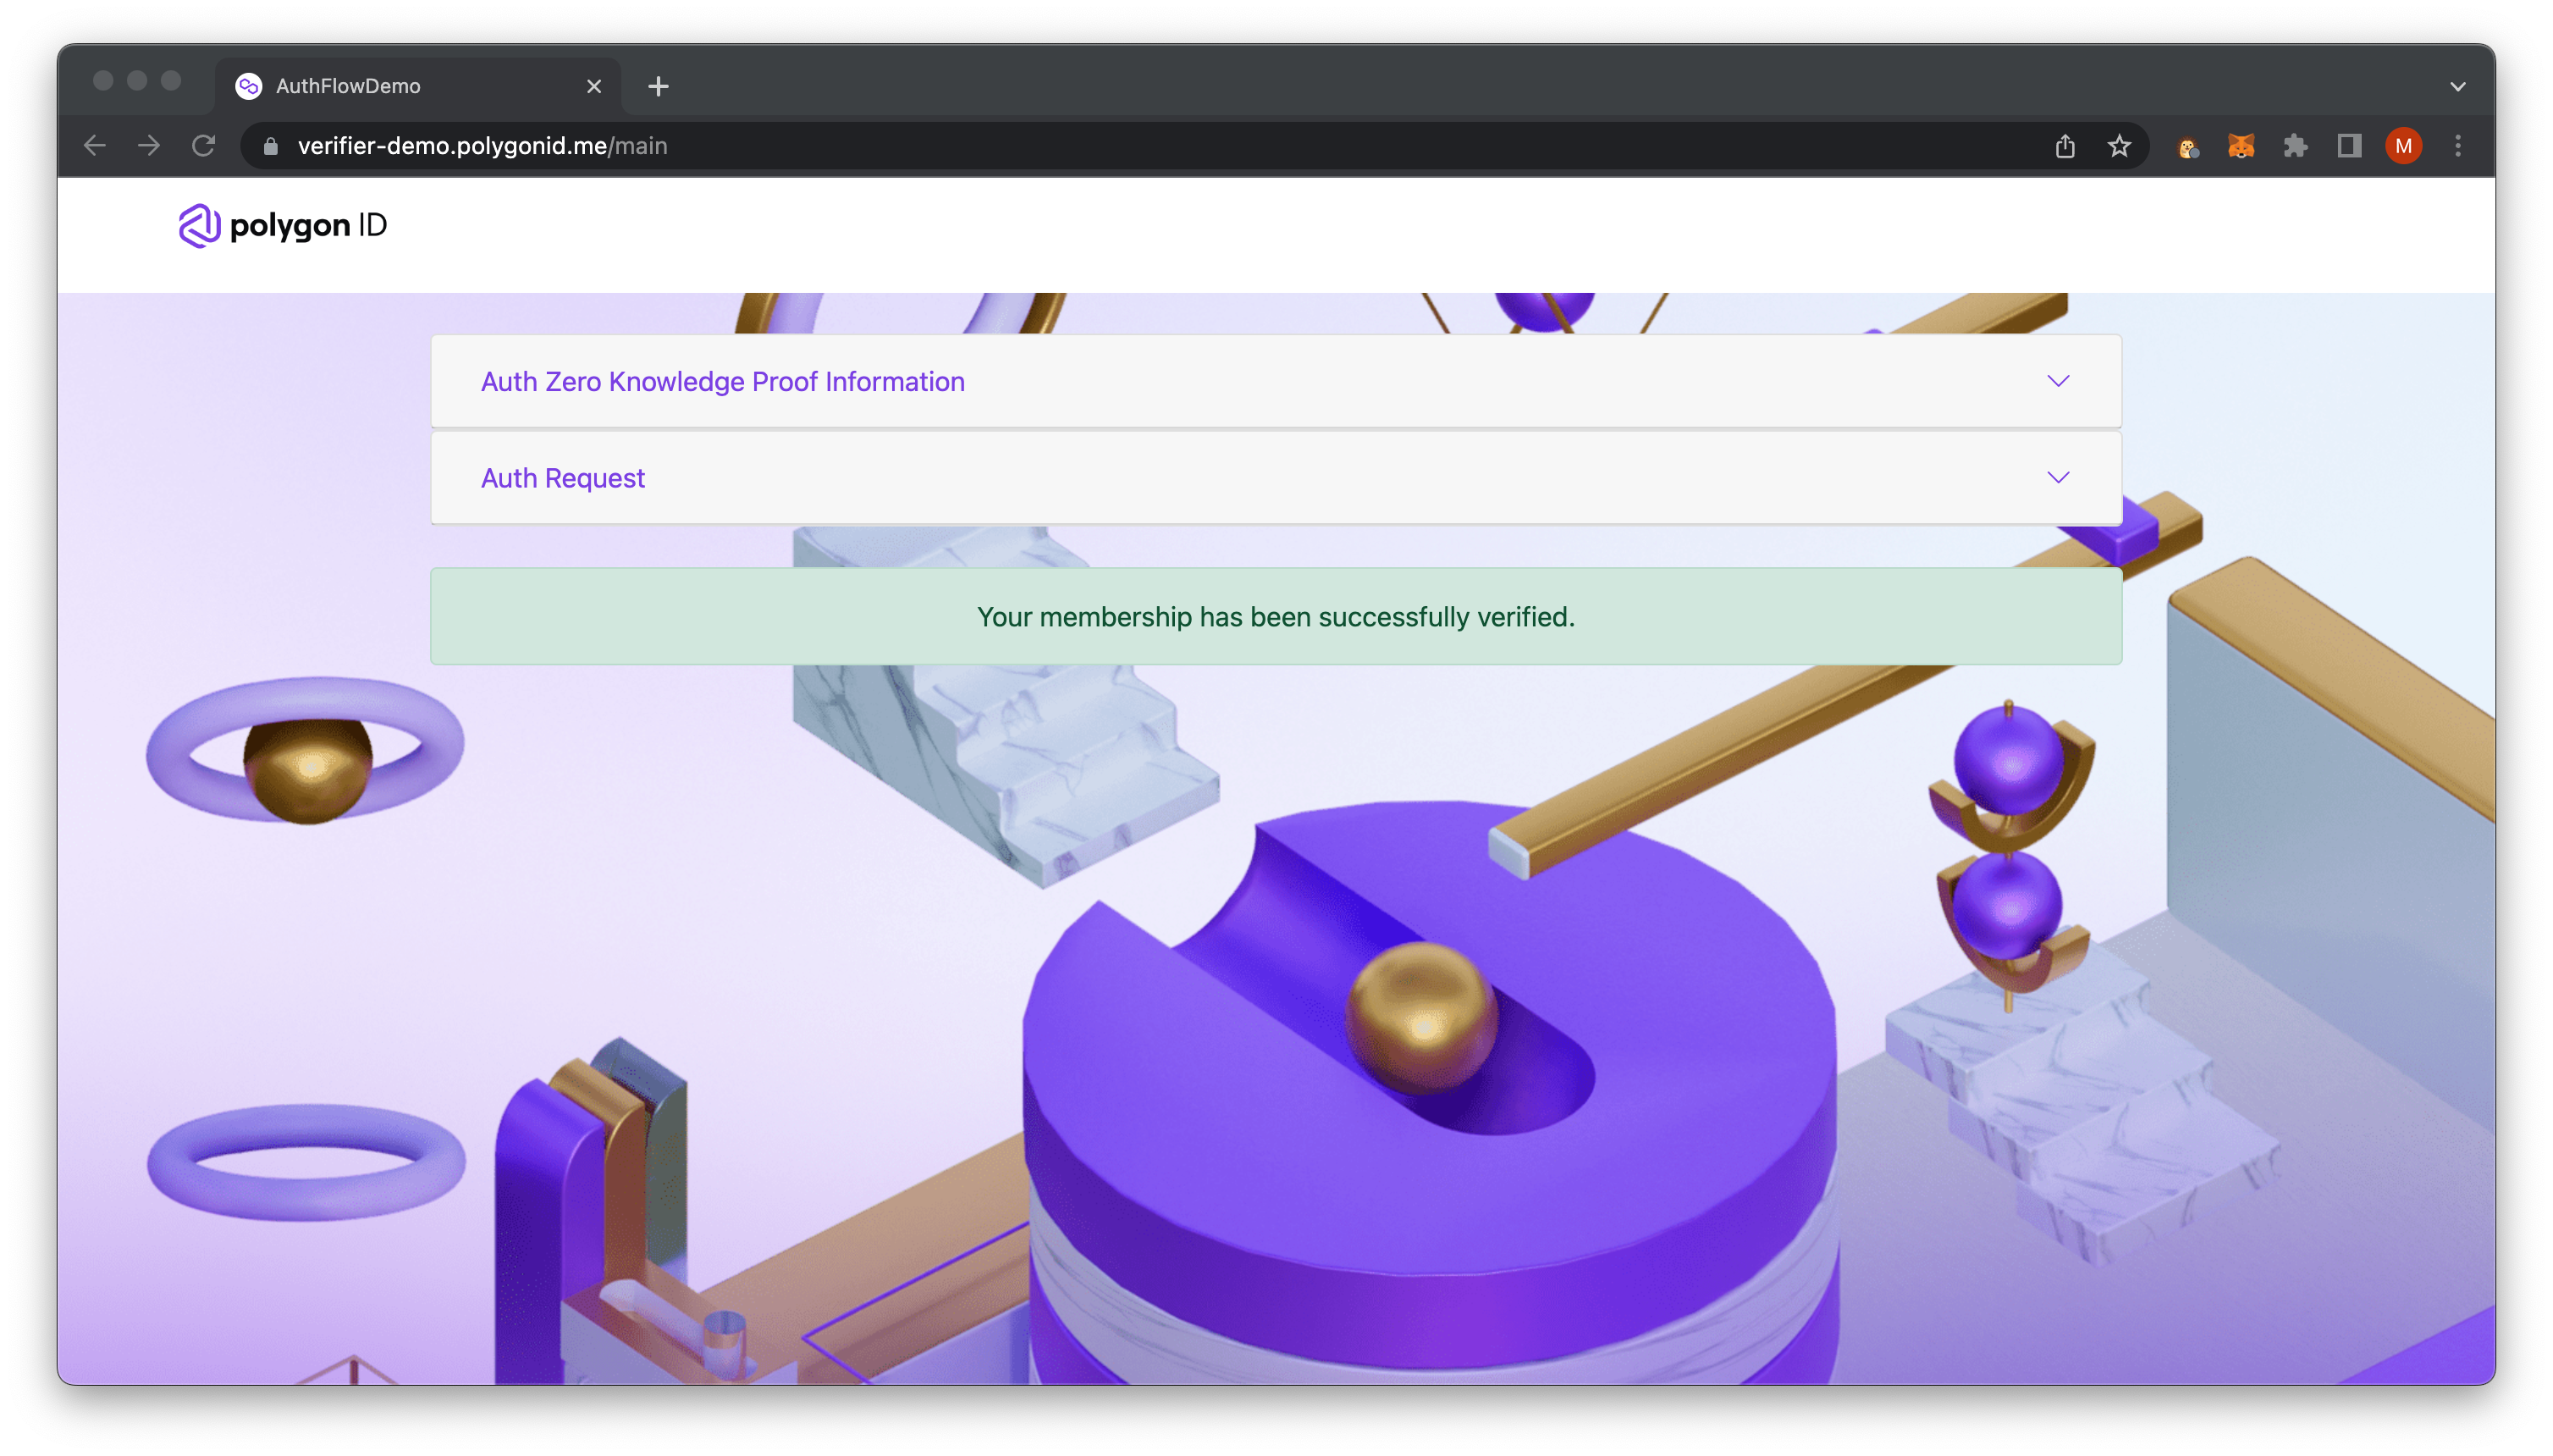 AuthFlowDemo
verifier-demo.polygonid.me/main
M
polygon ID
Auth Zero Knowledge Proof Information
Auth Request
Your membership has been successfully verified.